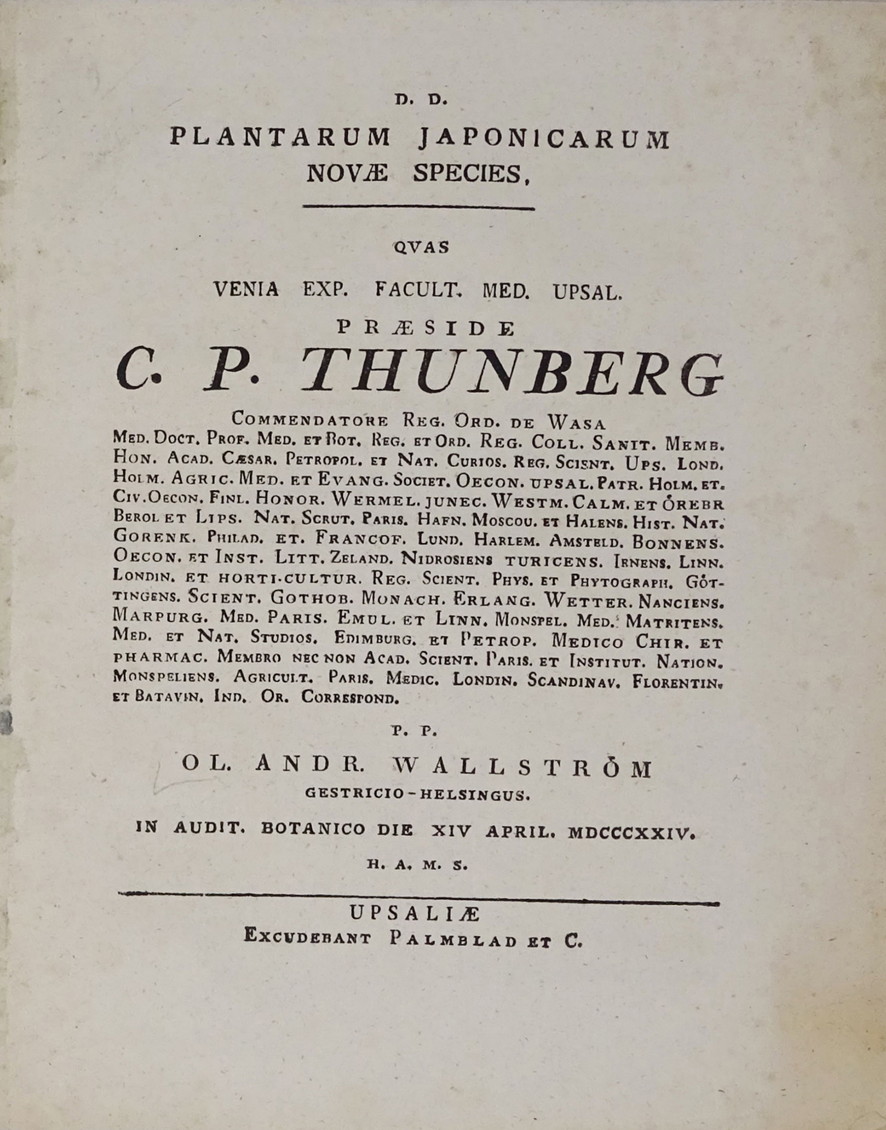 D. D.
PLANTARUM JAPONICARUM
NOVÆ SPECIES,
QVAS
VENIA EXP. FACULT. MED. UPSAL.
PRÆSIDE
C. P. THUNBERG
COMMENDATORE REG. ORD. DE WASA
MED. DOCT. PROF. MED. ET BOT. REG. ET ORD. REG. COLL. SANIT. MEMB.
HON. ACAD. CÆSAR. PETROPOL. ET NAT. CURIOS. REG. SCIENT. UPS. LOND.
HOLM. AGRIC. MED. ET EVANG. SOCIET. OECON. UPSAL. PATR. HOLM. ET.
CIV. OECON. FINL. HONOR. WERMEL. JUNEC. WESTM. CALM. ET ÖREBR
BEROL ET LIPS. NAT. SCRUT. PARIS. HAFN. MOSCOU. ET HALENS. HIST. NAT.
GORENK. PHILAD. ET. FRANCOF. LUND. HARLEM. AMSTELD. BONNENS.
OECON. ET INST. LITT. ZELAND. NIDROSIENS TURICENS. IENENS. LINN.
LONDIN. ET HORTI-CULTUR. REG. SCIENT. PHYS. ET PHYTOGRAPH. GÖT-
TINGENS. SCIENT. GOTHOB. MONACH. ERLANG. WETTER. NANCIENS.
MARPURG. MED. PARIS. EMUL. ET LINN. MONSPEL. MED. MATRITENS.
MED. ET NAT. STUDIOS. EDIMBURG. ET PETROP. MEDICO CHIR. ET
PHARMAC. MEMBRO NEC NON ACAD. SCIENT. PARIS. ET INSTITUT. NATION.
MONSPELIENS. AGRICULT. PARIS. MEDIC. LONDIN. SCANDINAV. FLORENTIN.
ET BATAVIN. IND. OR. CORRESPOND.
P. P.
OL. ANDR. WALLSTRÖM
GESTRICIO-HELSINGUS.
IN AUDIT. BOTANICO DIE XIV APRIL. MDCCCXXIV.
H. A. M. S.
UPSALIÆ
EXCUDEBANT PALMBLAD ET C.